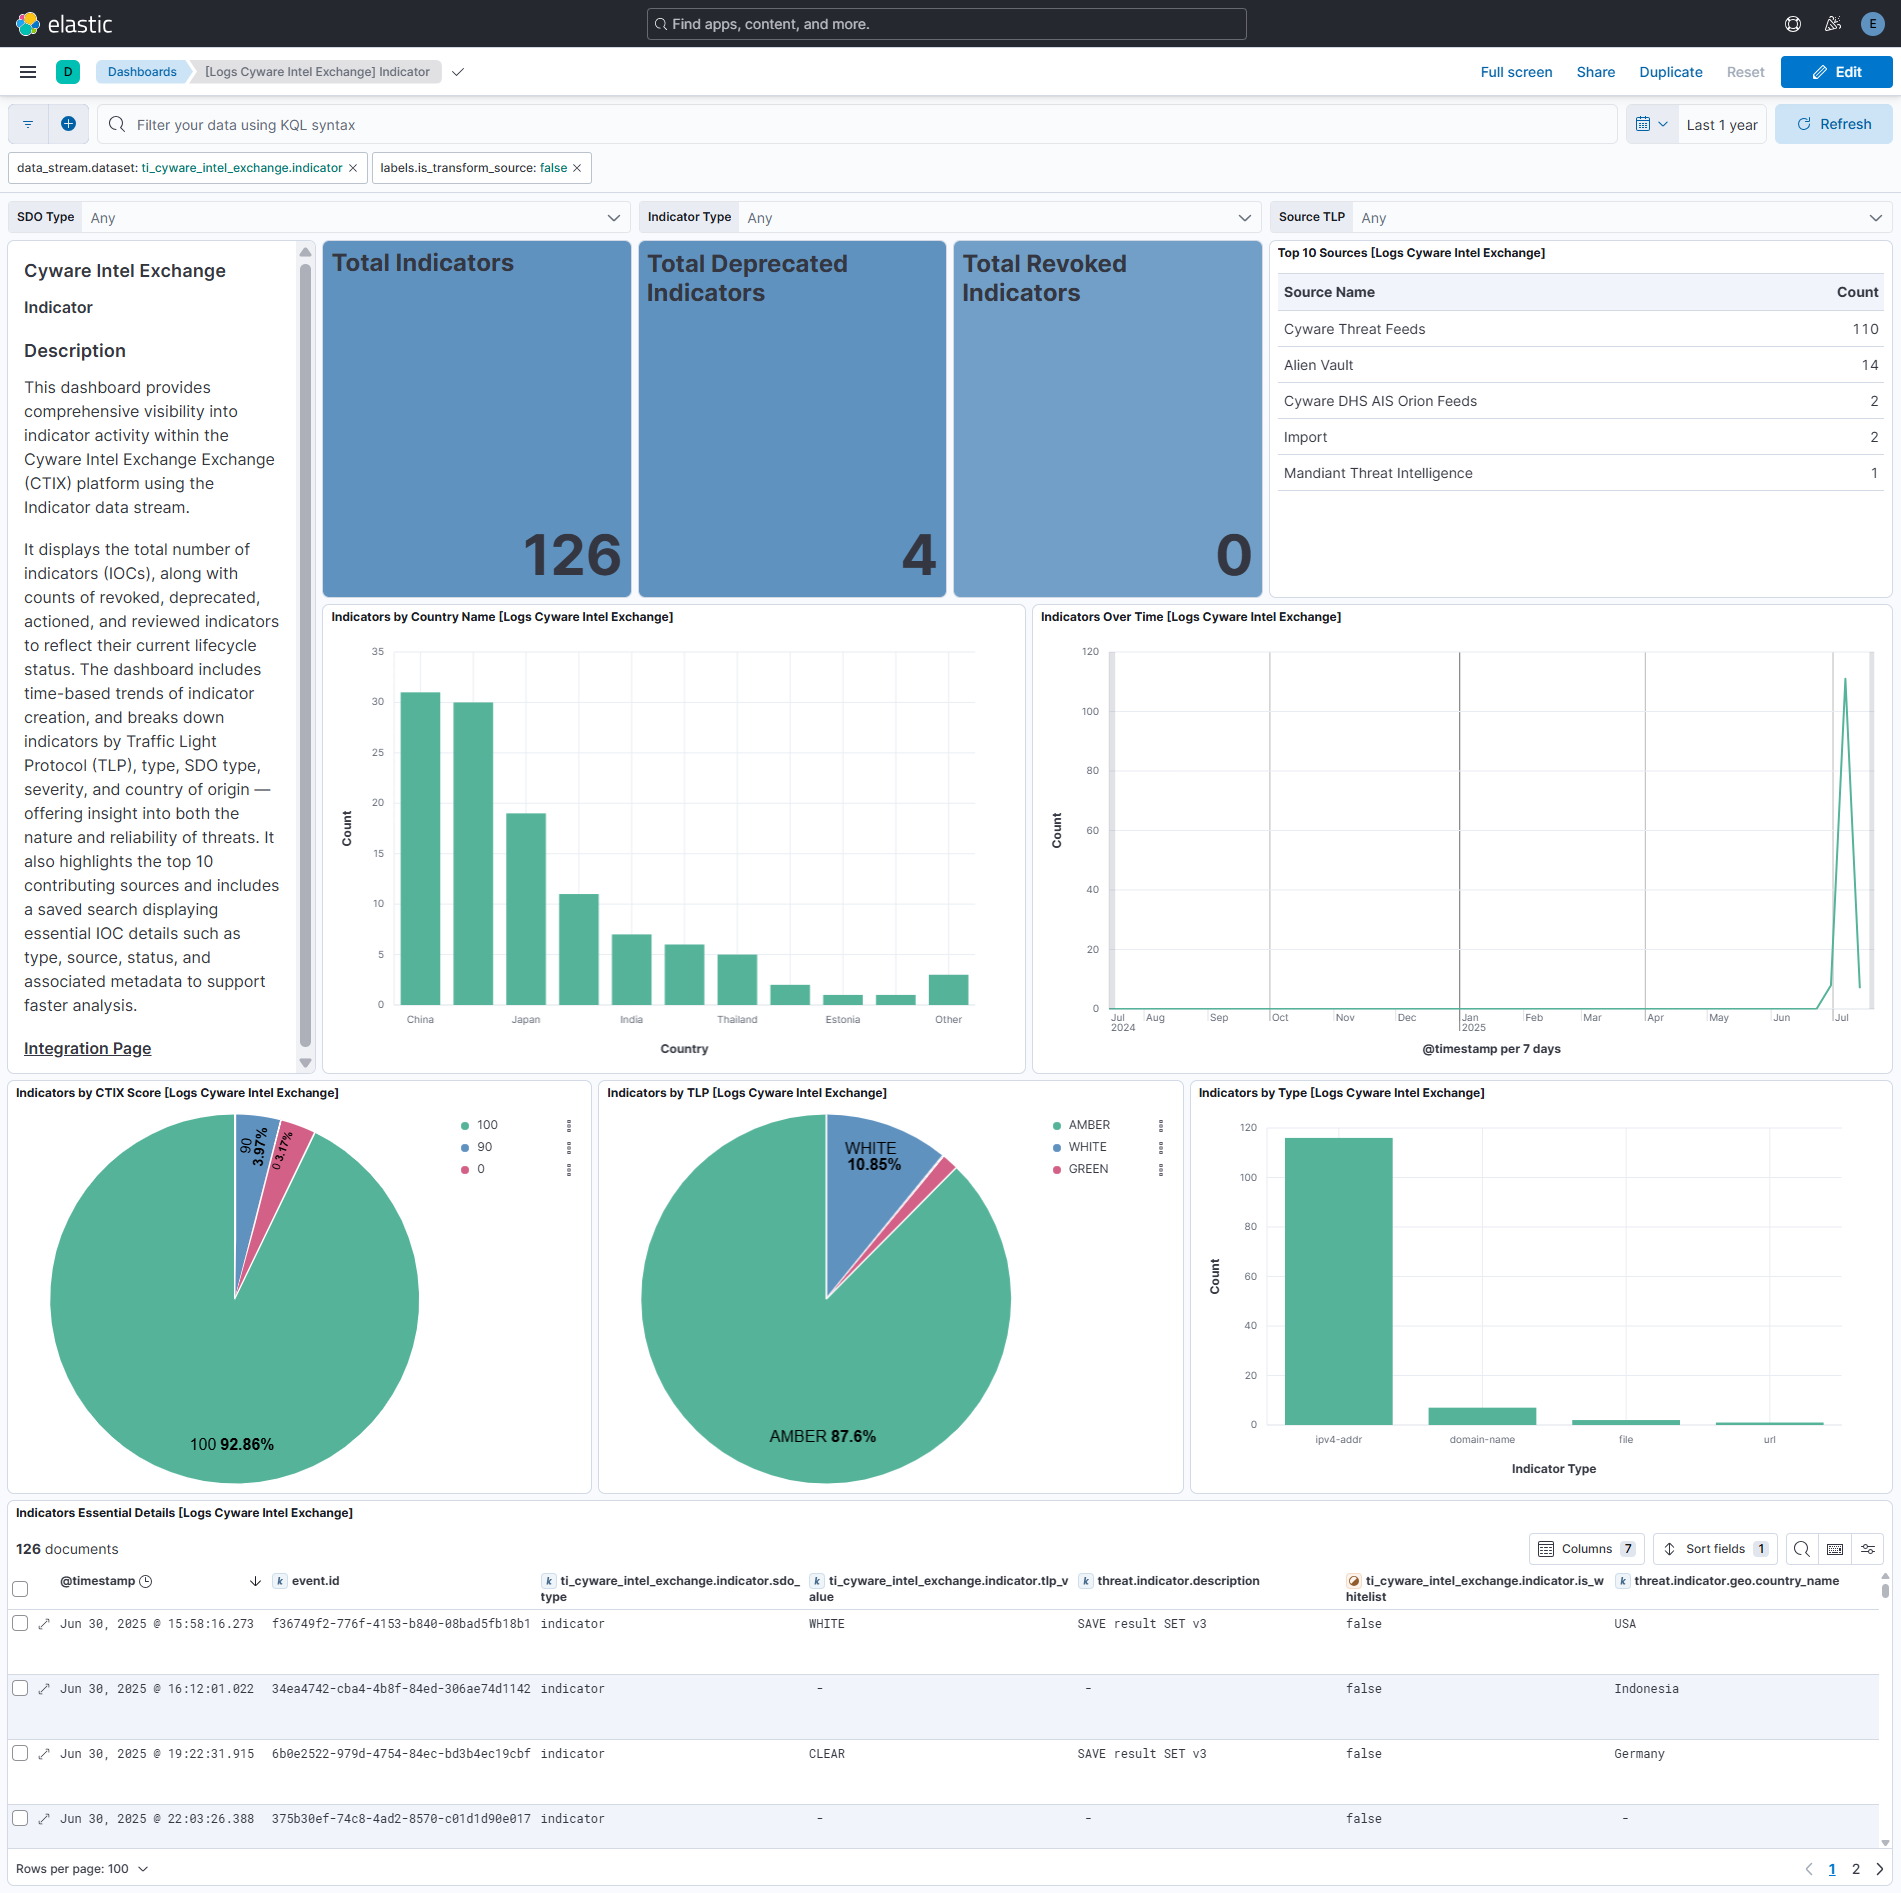 elastic
Find apps, content, and more.
E
D
Dashboards
[Logs Cyware Intel Exchange] Indicator
Full screen
Share
Duplicate
Reset
Edit
Filter your data using KQL syntax
Last 1 year
Refresh
data_stream.dataset: ti_cyware_intel_exchange.indicator
labels.is_transform_source: false
SDO Type
Any
Indicator Type
Any
Source TLP
Any
Cyware Intel Exchange
Indicator
Description
This dashboard provides
comprehensive visibility into
indicator activity within the
Cyware Intel Exchange Exchange
(CTIX) platform using the
Indicator data stream.
It displays the total number of
indicators (IOCs), along with
counts of revoked, deprecated,
actioned, and reviewed indicators
to reflect their current lifecycle
status. The dashboard includes
time-based trends of indicator
creation, and breaks down
indicators by Traffic Light
Protocol (TLP), type, SDO type,
severity, and country of origin —
offering insight into both the
nature and reliability of threats. It
also highlights the top 10
contributing sources and includes
a saved search displaying
essential IOC details such as
type, source, status, and
associated metadata to support
faster analysis.
Integration Page
Total Indicators
126
Total Deprecated
Indicators
4
Total Revoked
Indicators
0
Top 10 Sources [Logs Cyware Intel Exchange]
Source Name Count
Cyware Threat Feeds 110
Alien Vault 14
Cyware DHS AIS Orion Feeds 2
Import 2
Mandiant Threat Intelligence 1
Indicators by Country Name [Logs Cyware Intel Exchange]
35
30
25
20
15
10
5
0
Count
China Japan India Thailand Estonia Other
Country
Indicators Over Time [Logs Cyware Intel Exchange]
120
100
80
60
40
20
0
Count
Jul Aug Sep Oct Nov Dec Jan Feb Mar Apr May Jun Jul
2024 2025
@timestamp per 7 days
Indicators by CTIX Score [Logs Cyware Intel Exchange]
90
3.97%
0 3.17%
100 92.86%
100
90
0
Indicators by TLP [Logs Cyware Intel Exchange]
WHITE
10.85%
AMBER 87.6%
AMBER
WHITE
GREEN
Indicators by Type [Logs Cyware Intel Exchange]
120
100
80
60
40
20
0
Count
ipv4-addr domain-name file url
Indicator Type
Indicators Essential Details [Logs Cyware Intel Exchange]
126 documents
Columns 7
Sort fields 1
@timestamp k event.id k ti_cyware_intel_exchange.indicator.sdo_ k ti_cyware_intel_exchange.indicator.tlp_v k threat.indicator.description ti_cyware_intel_exchange.indicator.is_w k threat.indicator.geo.country_name
type alue hitelist
Jun 30, 2025 @ 15:58:16.273 f36749f2-776f-4153-b840-08bad5fb18b1 indicator WHITE SAVE result SET v3 false USA
Jun 30, 2025 @ 16:12:01.022 34ea4742-cba4-4b8f-84ed-306ae74d1142 indicator - - false Indonesia
Jun 30, 2025 @ 19:22:31.915 6b0e2522-979d-4754-84ec-bd3b4ec19cbf indicator CLEAR SAVE result SET v3 false Germany
Jun 30, 2025 @ 22:03:26.388 375b30ef-74c8-4ad2-8570-c01d1d90e017 indicator - - false -
Rows per page: 100
1 2